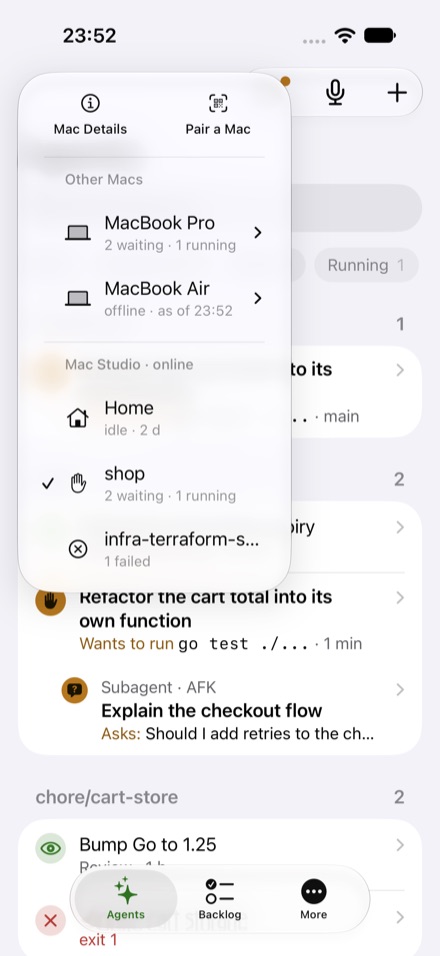 23:52
Mac Details
Pair a Mac
Other Macs
MacBook Pro
2 waiting · 1 running
MacBook Air
offline · as of 23:52
Mac Studio · online
Home
idle · 2 d
shop
2 waiting · 1 running
infra-terraform-s...
1 failed
Running 1
1
to its
.. · main
2
piry
Refactor the cart total into its
own function
Wants to run go test ./... · 1 min
Subagent · AFK
Explain the checkout flow
Asks: Should I add retries to the ch...
chore/cart-store
2
Bump Go to 1.25
exit 1
Agents
Backlog
More